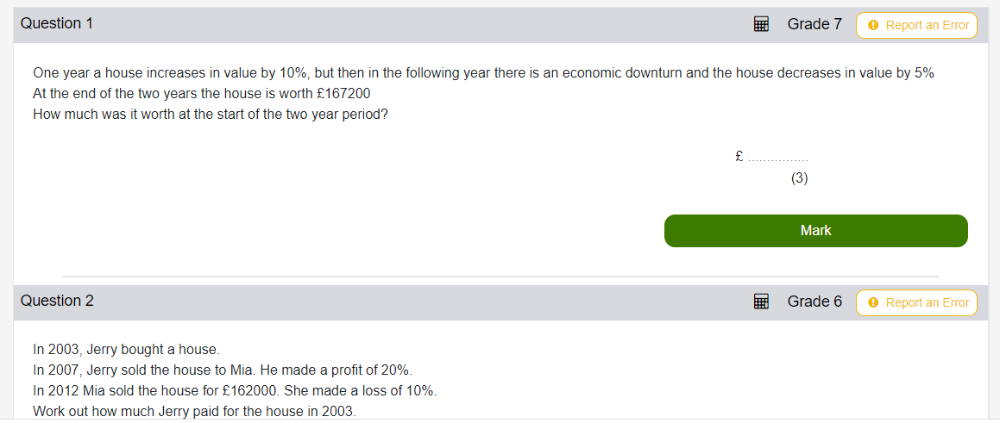 Question 1
Grade 7
Report an Error
One year a house increases in value by 10%, but then in the following year there is an economic downturn and the house decreases in value by 5%
At the end of the two years the house is worth £167200
How much was it worth at the start of the two year period?
£ ................
(3)
Mark
Question 2
Grade 6
Report an Error
In 2003, Jerry bought a house.
In 2007, Jerry sold the house to Mia. He made a profit of 20%.
In 2012 Mia sold the house for £162000. She made a loss of 10%.
Work out how much Jerry paid for the house in 2003.